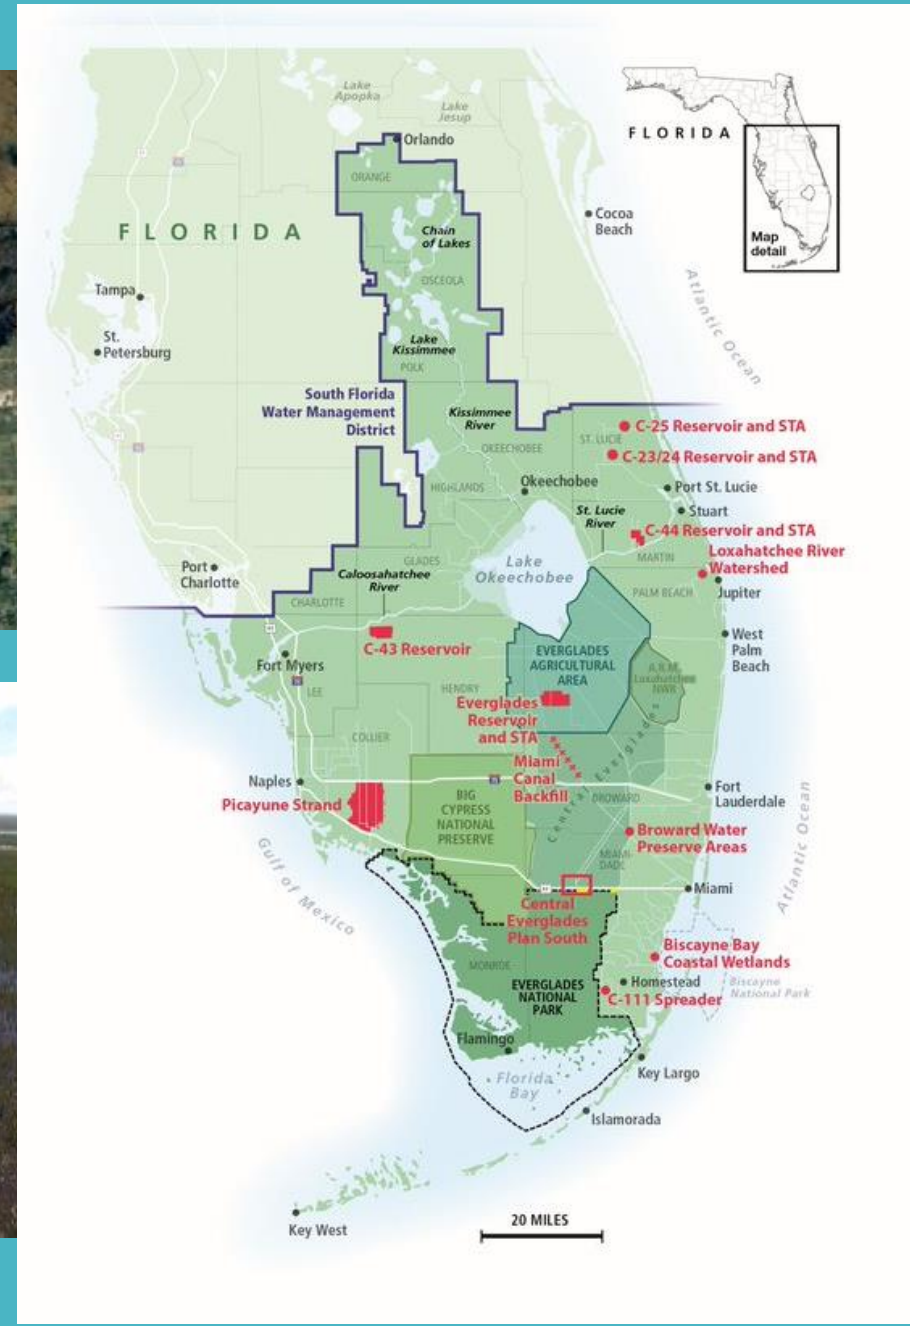 Lake
Apopka
Lake
Jesup
FLORIDA
Orlando
ORANGE
Cocoa
Beach
Map
detail
FLORIDA
Chain
of Lakes
OSCEOLA
Atlantic Ocean
Tampa
St.
Petersburg
Lake
Kissimmee
POLK
South Florida
Water Management
District
Kissimmee
River
C-25 Reservoir and STA
ST. LUCIE
OKEECHOBEE
C-23/24 Reservoir and STA
Okeechobee
HIGHLANDS
Port St. Lucie
St. Lucie
River
Stuart
C-44 Reservoir and STA
Loxahatchee River
Watershed
MARTIN
Port
Charlotte
GLADES
Caloosahatchee
River
Lake
Okeechobee
PALM BEACH
Jupiter
CHARLOTTE
West
Palm
Beach
C-43 Reservoir
EVERGLADES
AGRICULTURAL
AREA
A.R.M.
Loxahatchee
NWR
Fort Myers
LEE
HENDRY
Everglades
Reservoir
and STA
COLLIER
Miami
Canal
Backfill
Central Everglades
Naples
Picayune Strand
BIG
CYPRESS
NATIONAL
PRESERVE
BROWARD
Fort
Lauderdale
Broward Water
Preserve Areas
MIAMI-
DADE
Gulf of Mexico
Atlantic Ocean
Miami
Central
Everglades
Plan South
Biscayne Bay
Coastal Wetlands
MONROE
EVERGLADES
NATIONAL
PARK
Homestead
Biscayne
National Park
C-111 Spreader
Flamingo
Florida
Bay
Key Largo
Islamorada
Key West
20 MILES